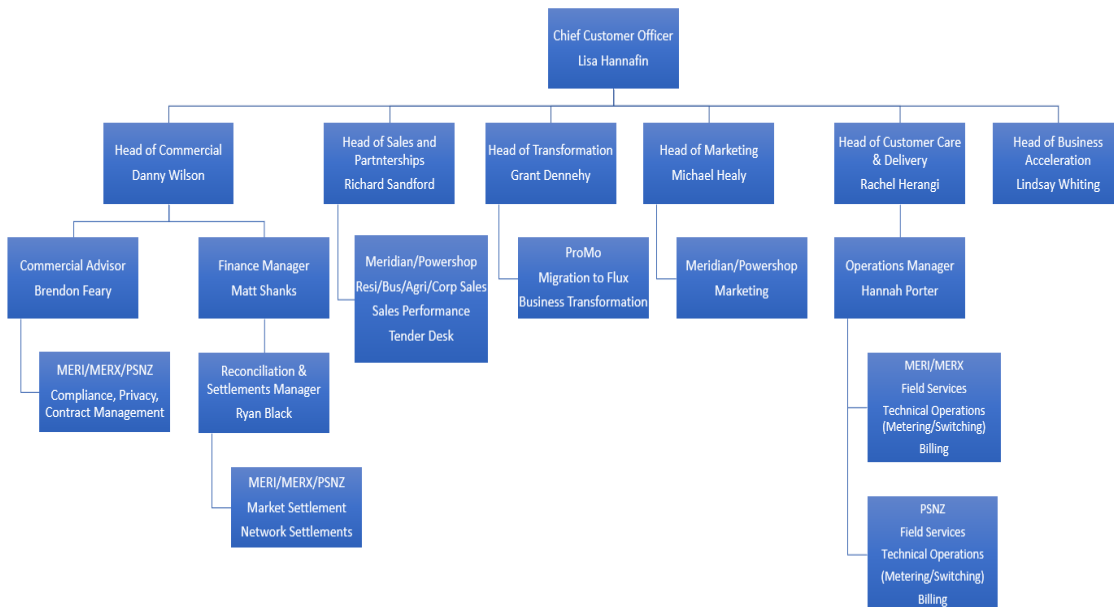 Chief Customer Officer
Lisa Hannafin
Head of Commercial
Danny Wilson
Head of Sales and
Partnterships
Richard Sandford
Head of Transformation
Grant Dennehy
Head of Marketing
Michael Healy
Head of Customer Care
& Delivery
Rachel Herangi
Head of Business
Acceleration
Lindsay Whiting
Commercial Advisor
Brendon Feary
Finance Manager
Matt Shanks
Meridian/Powershop
Resi/Bus/Agri/Corp Sales
Sales Performance
Tender Desk
ProMo
Migration to Flux
Business Transformation
Meridian/Powershop
Marketing
Operations Manager
Hannah Porter
MERI/MERX/PSNZ
Compliance, Privacy,
Contract Management
Reconciliation &
Settlements Manager
Ryan Black
MERI/MERX
Field Services
Technical Operations
(Metering/Switching)
Billing
MERI/MERX/PSNZ
Market Settlement
Network Settlements
PSNZ
Field Services
Technical Operations
(Metering/Switching)
Billing